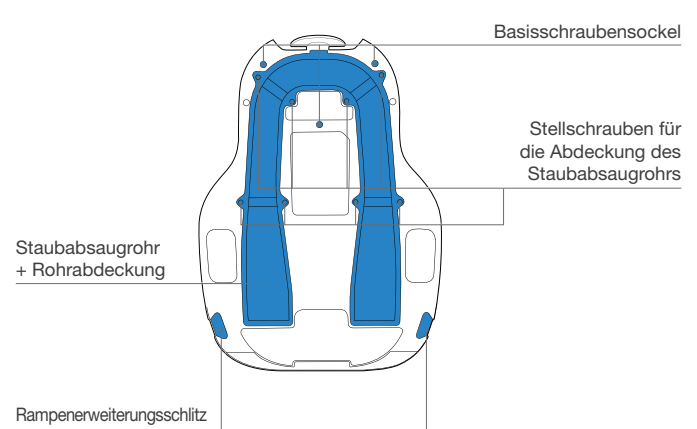 Basisschraubensockel
Stellschrauben für
die Abdeckung des
Staubabsaugrohrs
Staubabsaugrohr
+ Rohrabdeckung
Rampenerweiterungsschlitz